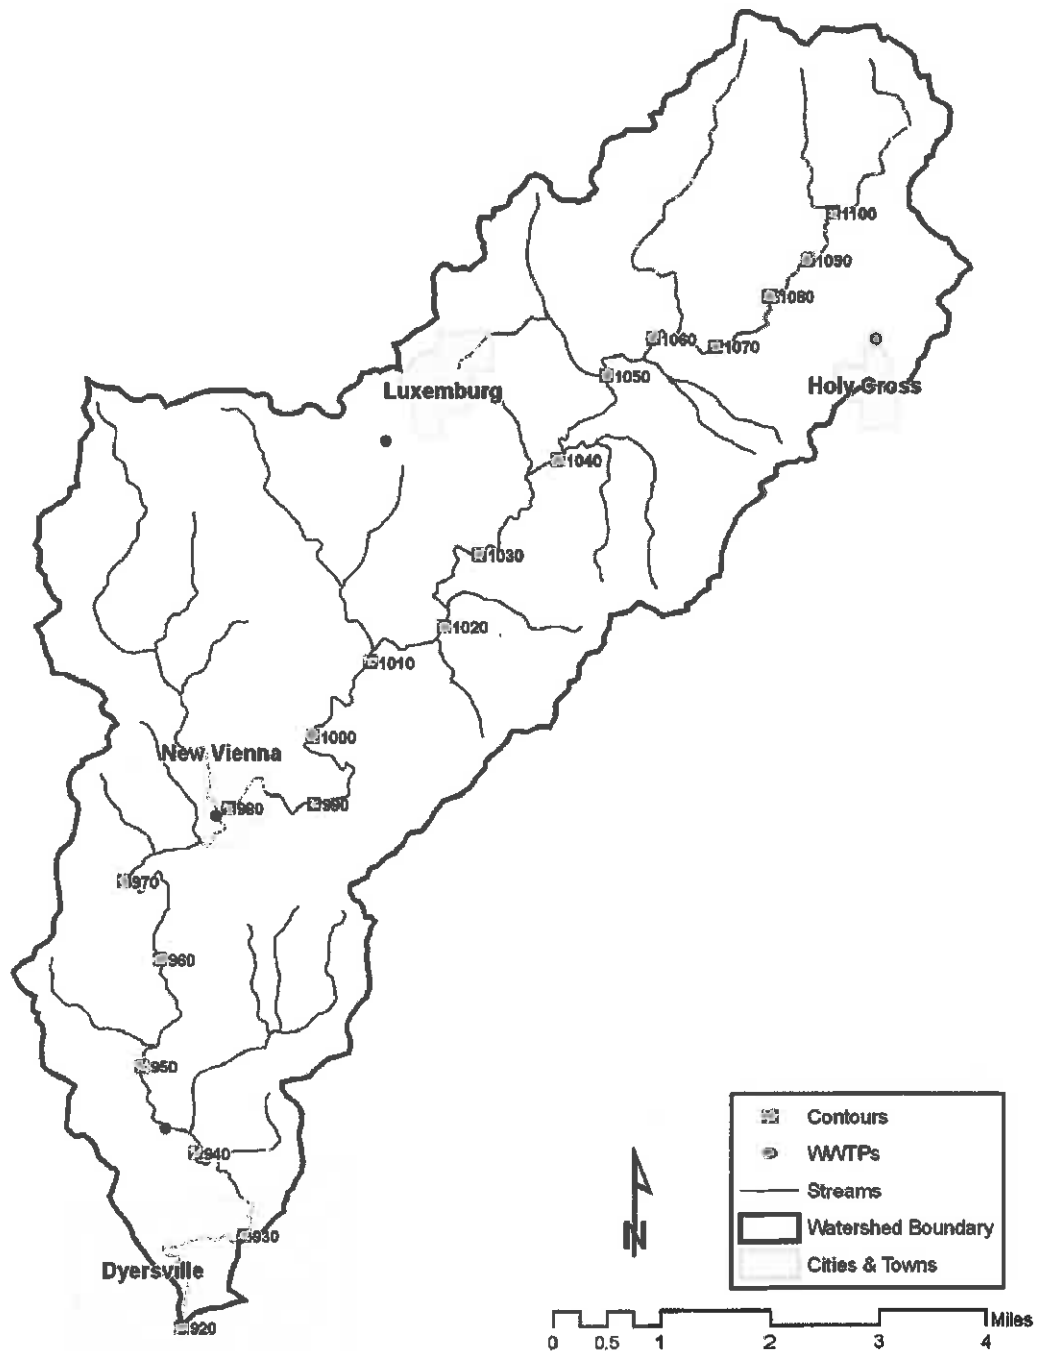 1100
1090
1080
1060
1070
1050
Luxemburg
Holy Cross
1040
1030
1020
1010
1000
New Vienna
980
990
970
960
950
940
930
Dyersville
920
Contours
WWTPs
Streams
Watershed Boundary
Cities & Towns
N
Miles
0 0.5 1 2 3 4